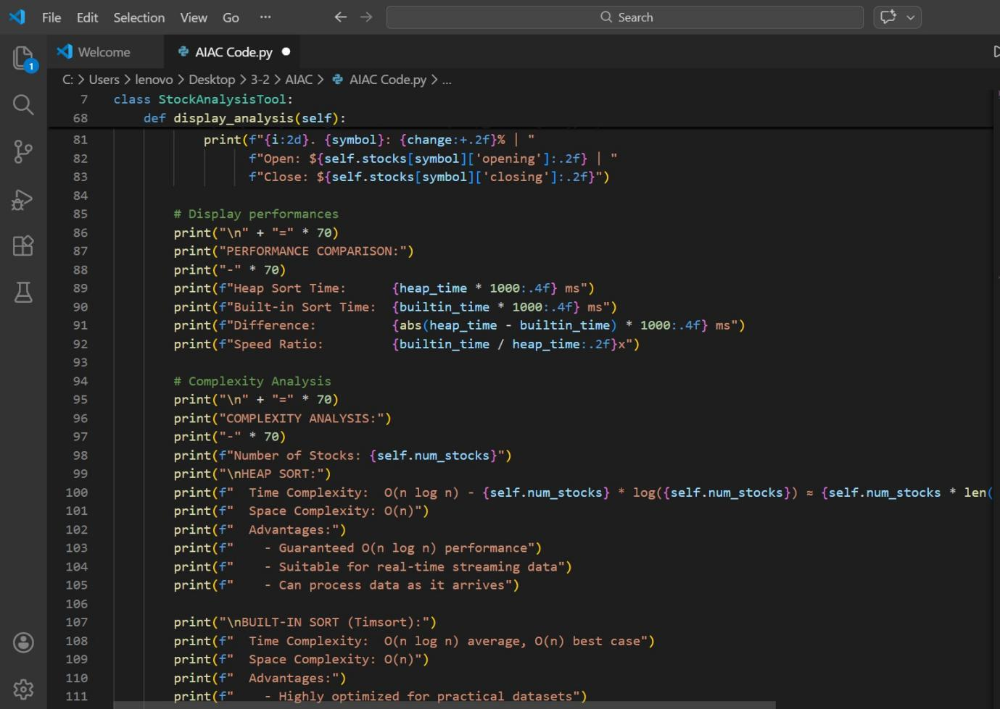 File Edit Selection View Go ... Search
1
Welcome AIAC Code.py
C: > Users > lenovo > Desktop > 3-2 > AIAC > AIAC Code.py > ...
7 class StockAnalysisTool:
68 def display_analysis(self):
81 print(f"{i:2d}. {symbol}: {change:+.2f}% | "
82 f"Open: ${self.stocks[symbol]['opening']:.2f} | "
83 f"Close: ${self.stocks[symbol]['closing']:.2f}")
84
85 # Display performances
86 print("\n" + "=" * 70)
87 print("PERFORMANCE COMPARISON:")
88 print("-" * 70)
89 print(f"Heap Sort Time:      {heap_time * 1000:.4f} ms")
90 print(f"Built-in Sort Time:  {builtin_time * 1000:.4f} ms")
91 print(f"Difference:          {abs(heap_time - builtin_time) * 1000:.4f} ms")
92 print(f"Speed Ratio:         {builtin_time / heap_time:.2f}x")
93
94 # Complexity Analysis
95 print("\n" + "=" * 70)
96 print("COMPLEXITY ANALYSIS:")
97 print("-" * 70)
98 print(f"Number of Stocks: {self.num_stocks}")
99 print("\nHEAP SORT:")
100 print(f"  Time Complexity:  O(n log n) - {self.num_stocks} * log({self.num_stocks}) ≈ {self.num_stocks * len(
101 print(f"  Space Complexity: O(n)")
102 print(f"  Advantages:")
103 print(f"    - Guaranteed O(n log n) performance")
104 print(f"    - Suitable for real-time streaming data")
105 print(f"    - Can process data as it arrives")
106
107 print("\nBUILT-IN SORT (Timsort):")
108 print(f"  Time Complexity:  O(n log n) average, O(n) best case")
109 print(f"  Space Complexity: O(n)")
110 print(f"  Advantages:")
111 print(f"    - Highly optimized for practical datasets")